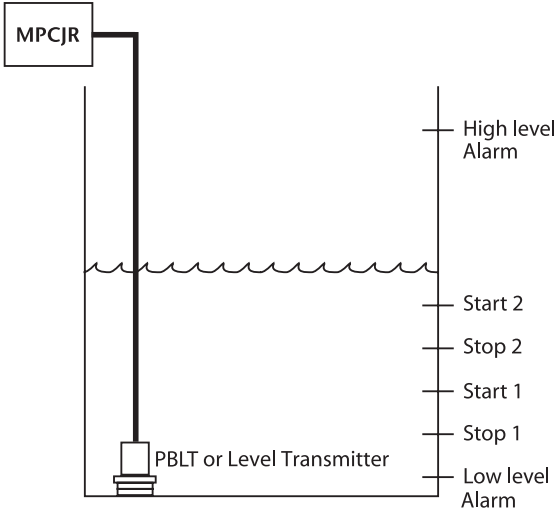 MPCJR
High level
Alarm
Start 2
Stop 2
Start 1
Stop 1
PBLT or Level Transmitter
Low level
Alarm